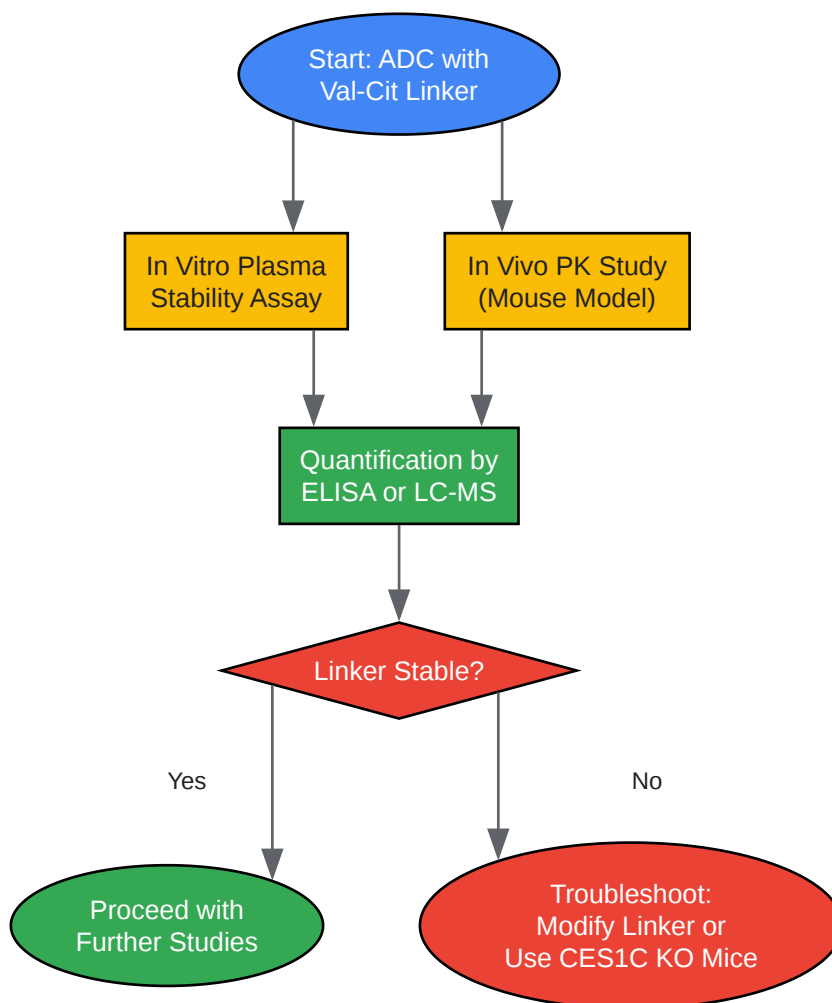 Start: ADC with
Val-Cit Linker
In Vitro Plasma
Stability Assay
In Vivo PK Study
(Mouse Model)
Quantification by
ELISA or LC-MS
Linker Stable?
Yes
No
Proceed with
Further Studies
Troubleshoot:
Modify Linker or
Use CES1C KO Mice